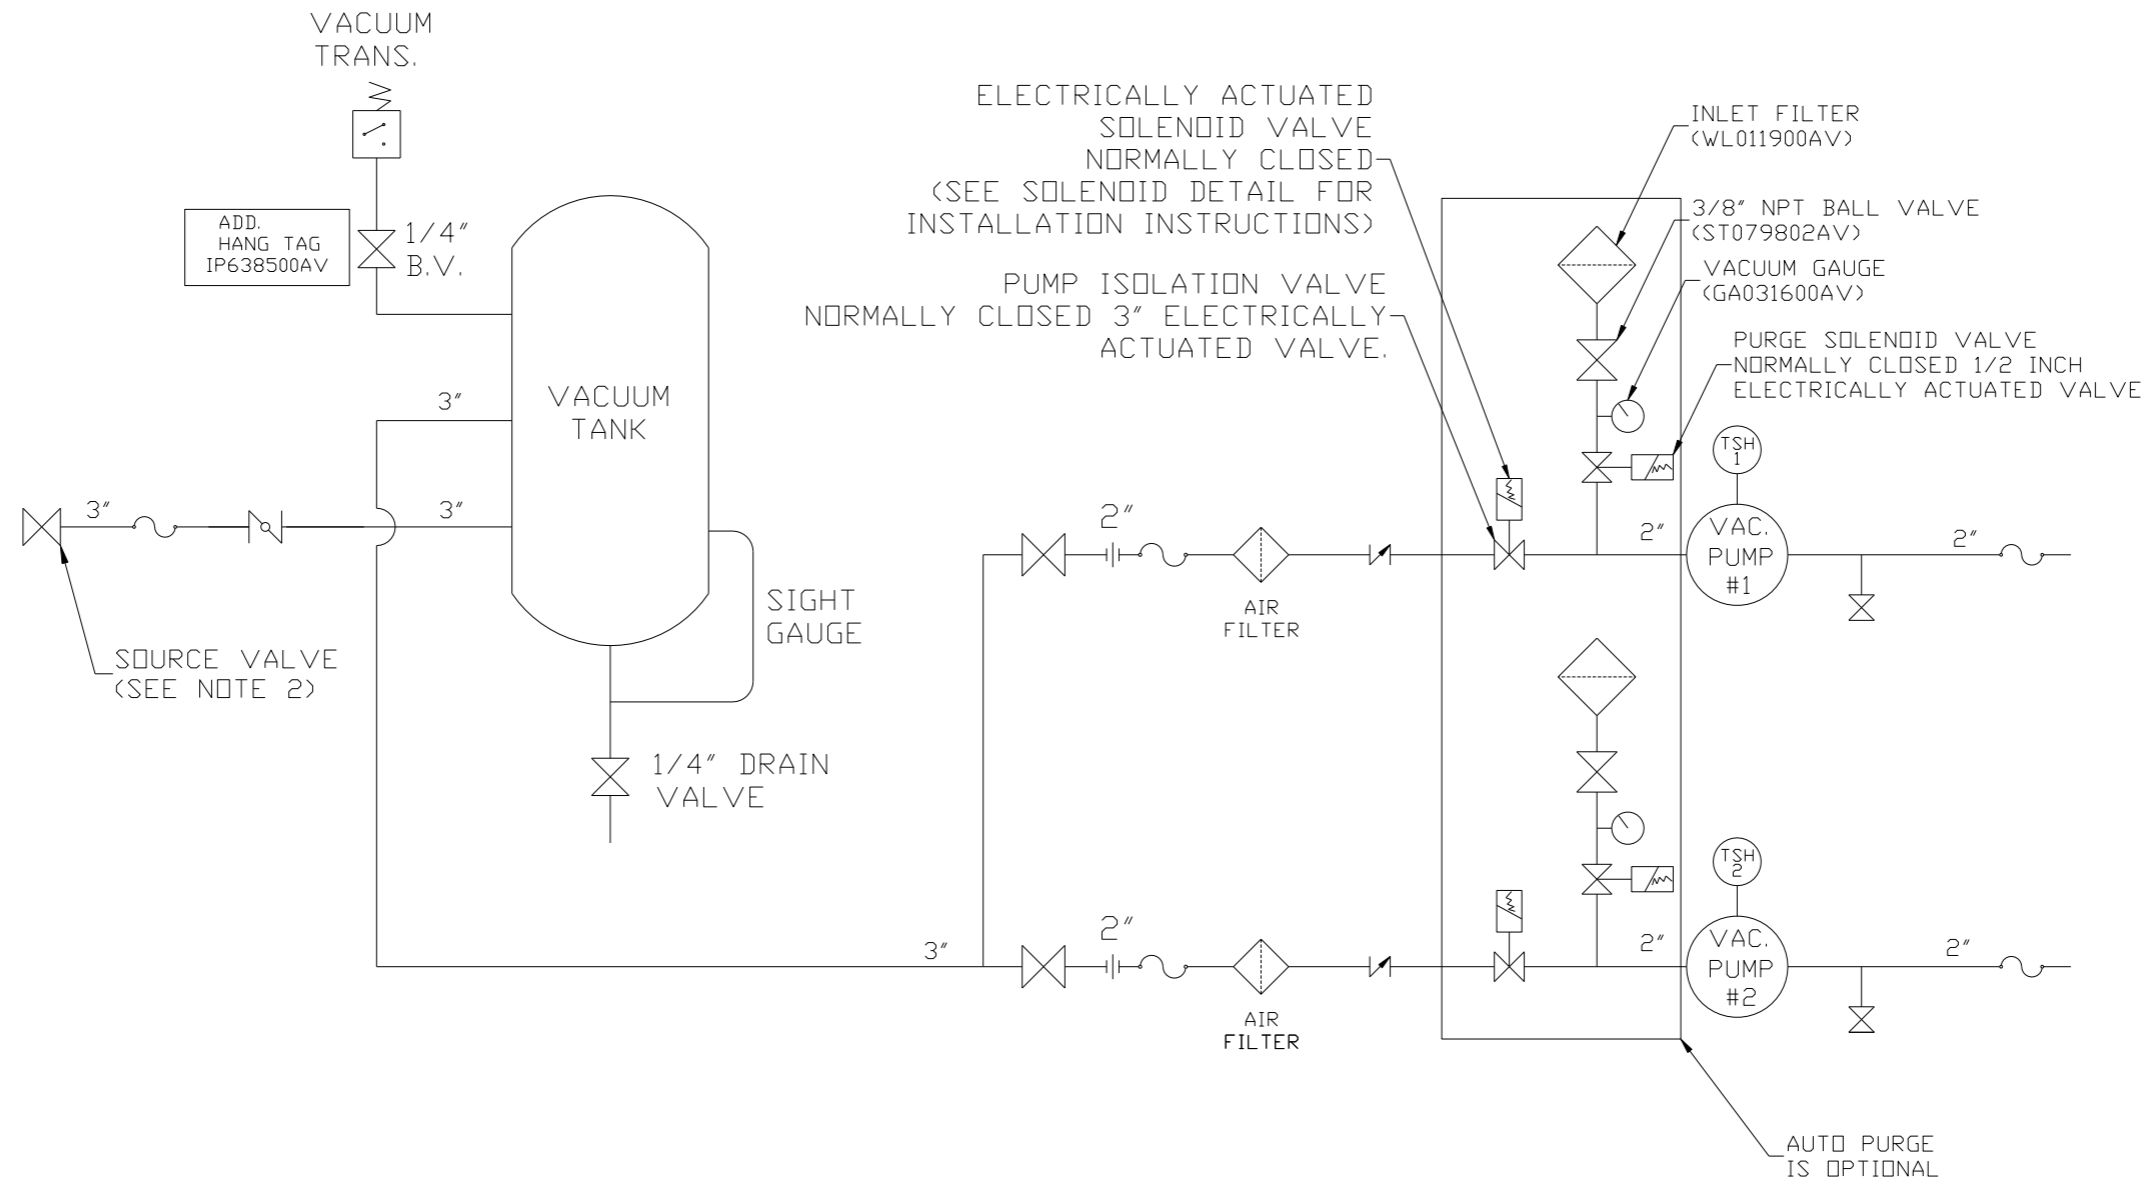 VACUUM
TRANS.
ADD.
HANG TAG
IP638500AV
1/4"
B.V.
ELECTRICALLY ACTUATED
SOLENOID VALVE
NORMALLY CLOSED
(SEE SOLENOID DETAIL FOR
INSTALLATION INSTRUCTIONS)
PUMP ISOLATION VALVE
NORMALLY CLOSED 3" ELECTRICALLY
ACTUATED VALVE.
INLET FILTER
(WL011900AV)
3/8" NPT BALL VALVE
(ST079802AV)
VACUUM GAUGE
(GA031600AV)
PURGE SOLENOID VALVE
NORMALLY CLOSED 1/2 INCH
ELECTRICALLY ACTUATED VALVE
VACUUM
TANK
3"
3"
3"
SOURCE VALVE
(SEE NOTE 2)
SIGHT
GAUGE
1/4" DRAIN
VALVE
2"
AIR
FILTER
2"
TSH
1
VAC.
PUMP
#1
2"
3"
2"
AIR
FILTER
2"
TSH
2
VAC.
PUMP
#2
2"
AUTO PURGE
IS OPTIONAL